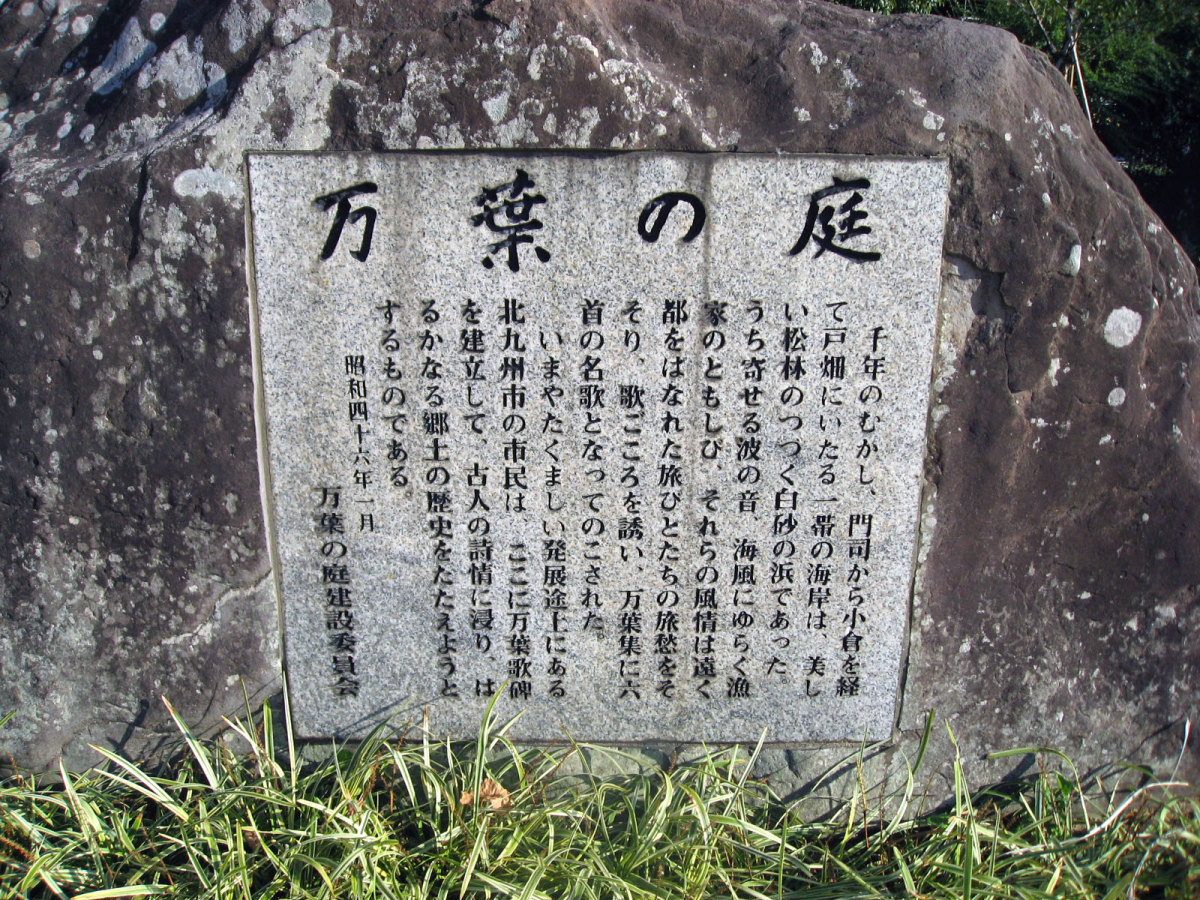 万葉の庭
千年のむかし、門司から小倉を経
て戸畑にいたる一帯の海岸は、美し
い松林のつづく白砂の浜であった。
うち寄せる波の音、海風にゆらぐ漁
家のともしび、それらの風情は遠く
都をはなれた旅びとたちの旅愁をそ
そり、歌ごころを誘い、万葉集に六
首の名歌となってのこされた。
いまやたくましい発展途上にある
北九州市の市民は、ここに万葉歌碑
を建立して、古人の詩情に浸り、は
るかなる郷土の歴史をたたえようと
するものである。
昭和四十六年一月
万葉の庭建設委員会